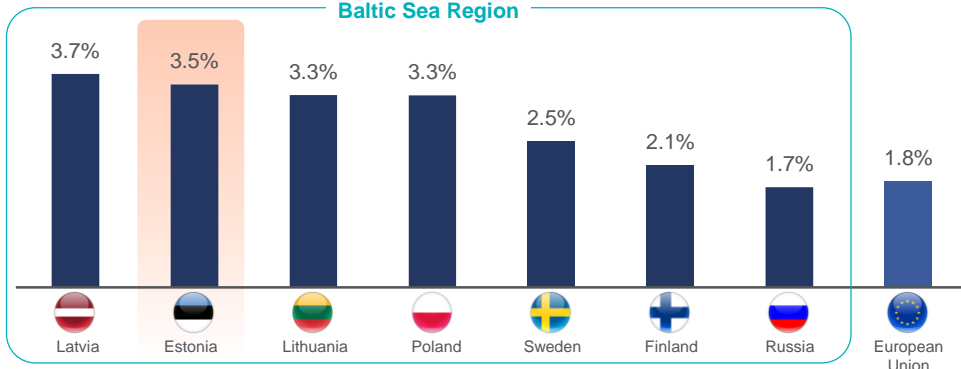 Baltic Sea Region
3.7%
3.5%
3.3%
3.3%
2.5%
2.1%
1.7%
1.8%
Latvia
Estonia
Lithuania
Poland
Sweden
Finland
Russia
European
Union